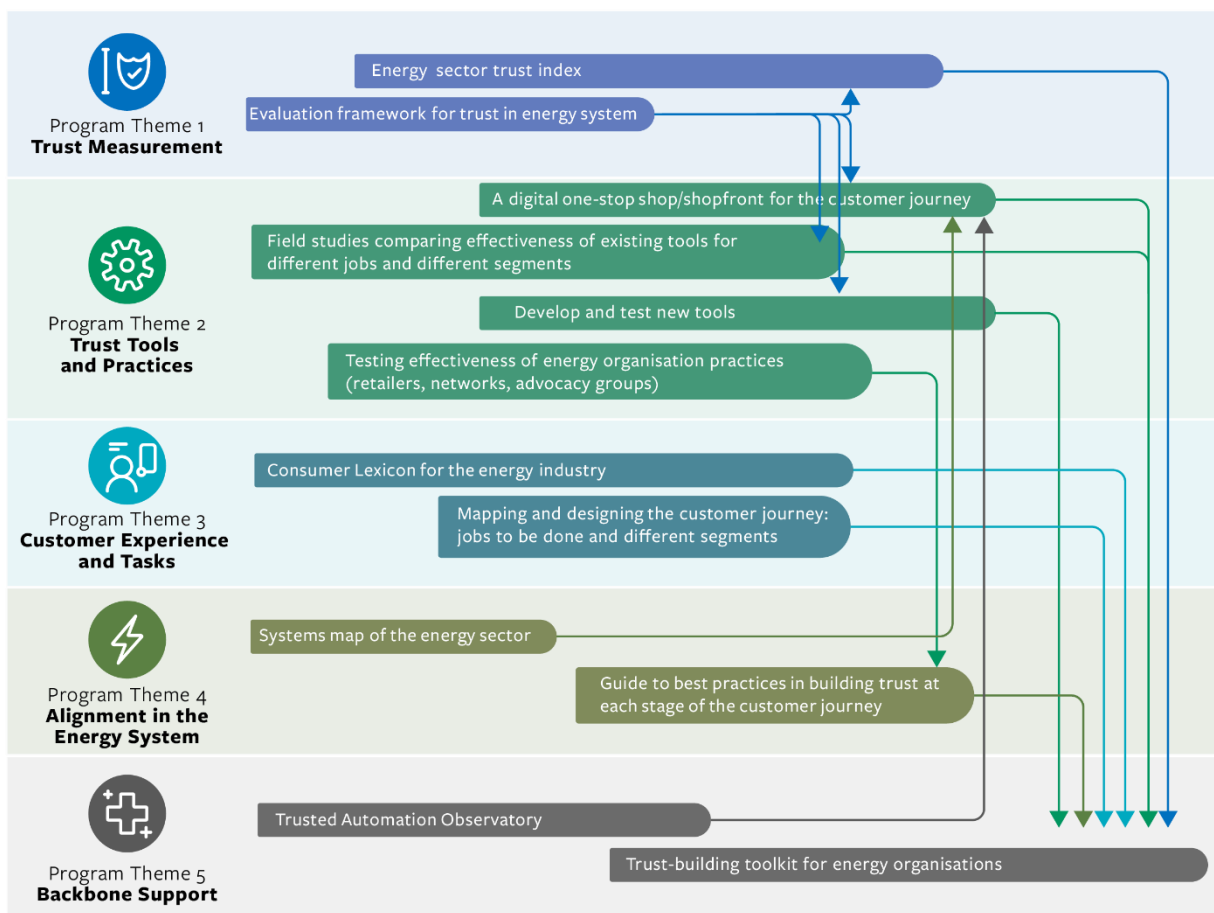 Energy sector trust index
Evaluation framework for trust in energy system
Program Theme 1
Trust Measurement
A digital one-stop shop/shopfront for the customer journey
Field studies comparing effectiveness of existing tools for
different jobs and different segments
Develop and test new tools
Program Theme 2
Trust Tools
and Practices
Testing effectiveness of energy organisation practices
(retailers, networks, advocacy groups)
Consumer Lexicon for the energy industry
Mapping and designing the customer journey:
jobs to be done and different segments
Program Theme 3
Customer Experience
and Tasks
Systems map of the energy sector
Guide to best practices in building trust at
each stage of the customer journey
Program Theme 4
Alignment in the
Energy System
Trusted Automation Observatory
Trust-building toolkit for energy organisations
Program Theme 5
Backbone Support